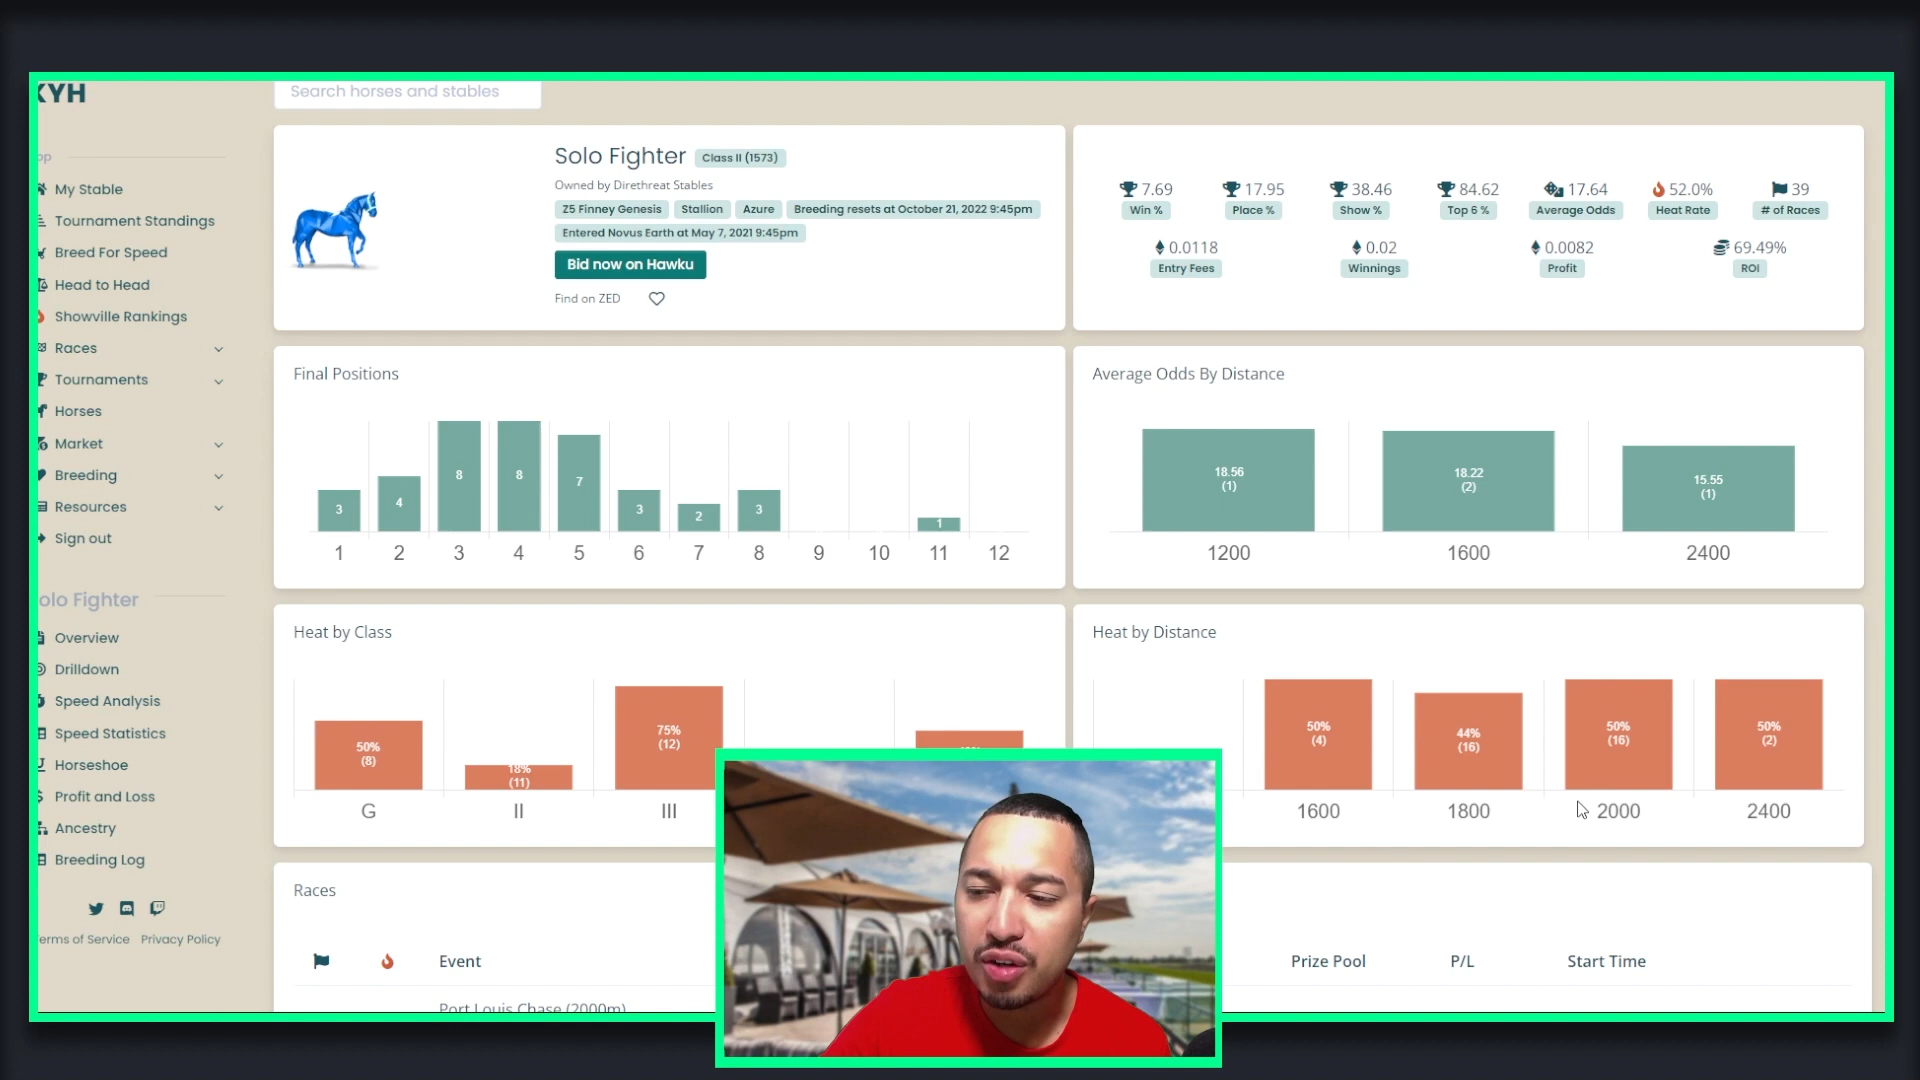 KYH
Search horses and stables
My Stable
Tournament Standings
Breed For Speed
Head to Head
Showville Rankings
Races
Tournaments
Horses
Market
Breeding
Resources
Sign out
Solo Fighter
Overview
Drilldown
Speed Analysis
Speed Statistics
Horseshoe
Profit and Loss
Ancestry
Breeding Log
Terms of Service Privacy Policy
Solo Fighter Class II (1573)
Owned by Direthreat Stables
Z5 Finney Genesis Stallion Azure Breeding resets at October 21, 2022 9:45pm
Entered Novus Earth at May 7, 2021 9:45pm
Bid now on Hawku
Find on ZED
7.69 17.95 38.46 84.62 17.64 52.0% 39
Win % Place % Show % Top 6 % Average Odds Heat Rate # of Races
0.0118 0.02 0.0082 69.49%
Entry Fees Winnings Profit ROI
Final Positions
3 4 8 8 7 3 2 3 1
1 2 3 4 5 6 7 8 9 10 11 12
Average Odds By Distance
18.56 18.22 15.55
(1) (2) (1)
1200 1600 2400
Heat by Class
50% 18% 75%
(8) (11) (12)
G II III
Heat by Distance
50% 44% 50% 50%
(4) (16) (16) (2)
1600 1800 2000 2400
Races
Event Prize Pool P/L Start Time
Port Louis Chase (2000m)